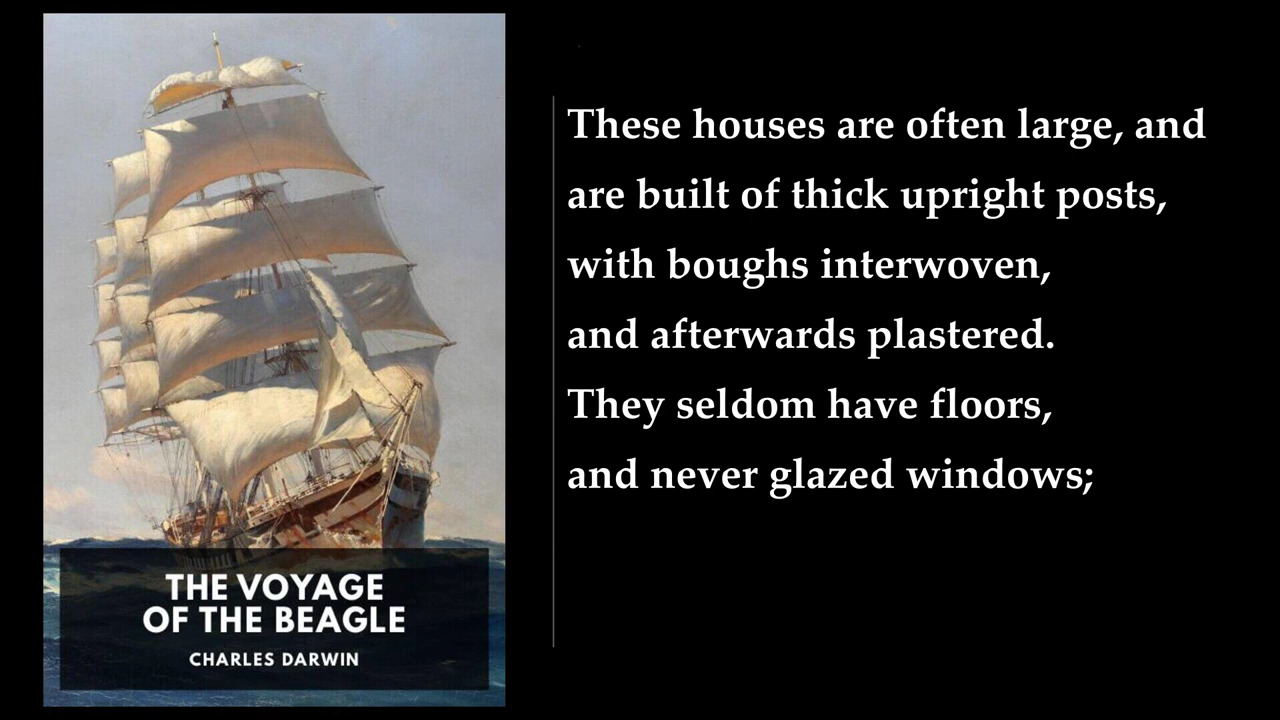 THE VOYAGE
OF THE BEAGLE
CHARLES DARWIN
These houses are often large, and
are built of thick upright posts,
with boughs interwoven,
and afterwards plastered.
They seldom have floors,
and never glazed windows;